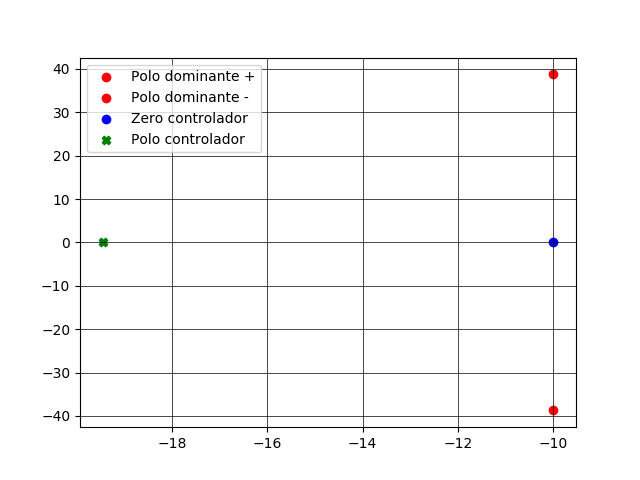 40
Polo dominante +
Polo dominante -
Zero controlador
Polo controlador
30
20
10
0
−10
−20
−30
−40
−18 −16 −14 −12 −10